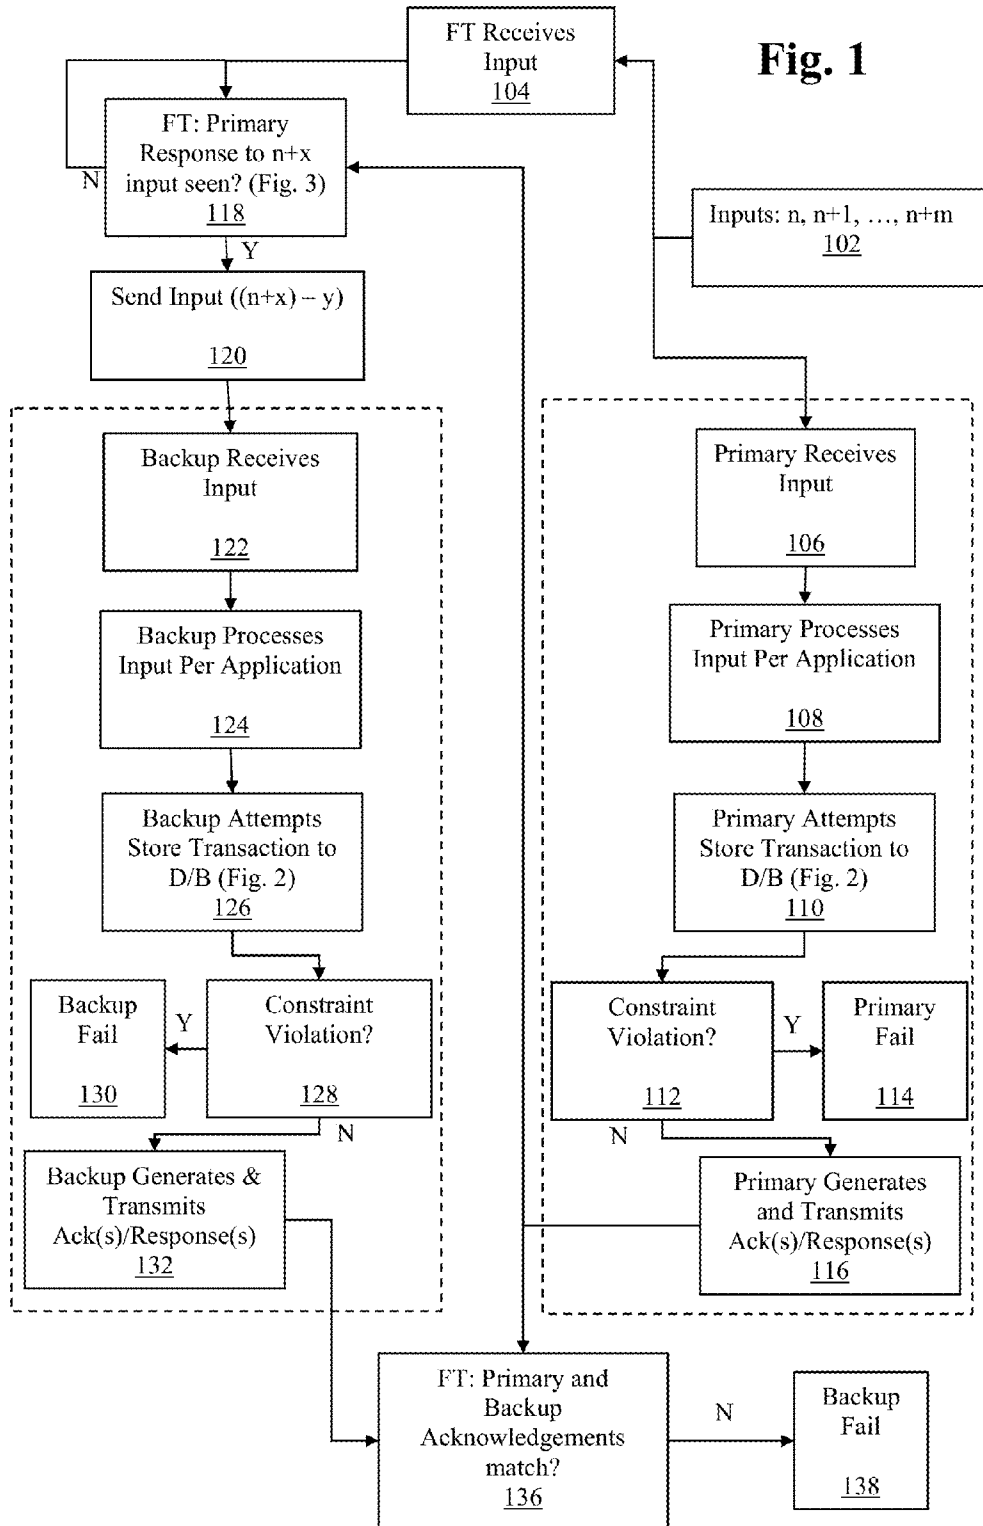 FT Receives
Input
104
Fig. 1
FT: Primary
Response to n+x
input seen? (Fig. 3)
118
N
Y
Inputs: n, n+1, …, n+m
102
Send Input ((n+x) – y)
120
Backup Receives
Input
122
Primary Receives
Input
106
Backup Processes
Input Per Application
124
Primary Processes
Input Per Application
108
Backup Attempts
Store Transaction to
D/B (Fig. 2)
126
Primary Attempts
Store Transaction to
D/B (Fig. 2)
110
Backup
Fail
130
Y
Constraint
Violation?
128
N
Constraint
Violation?
112
Y
Primary
Fail
114
N
Backup Generates &
Transmits
Ack(s)/Response(s)
132
Primary Generates
and Transmits
Ack(s)/Response(s)
116
FT: Primary and
Backup
Acknowledgements
match?
136
N
Backup
Fail
138